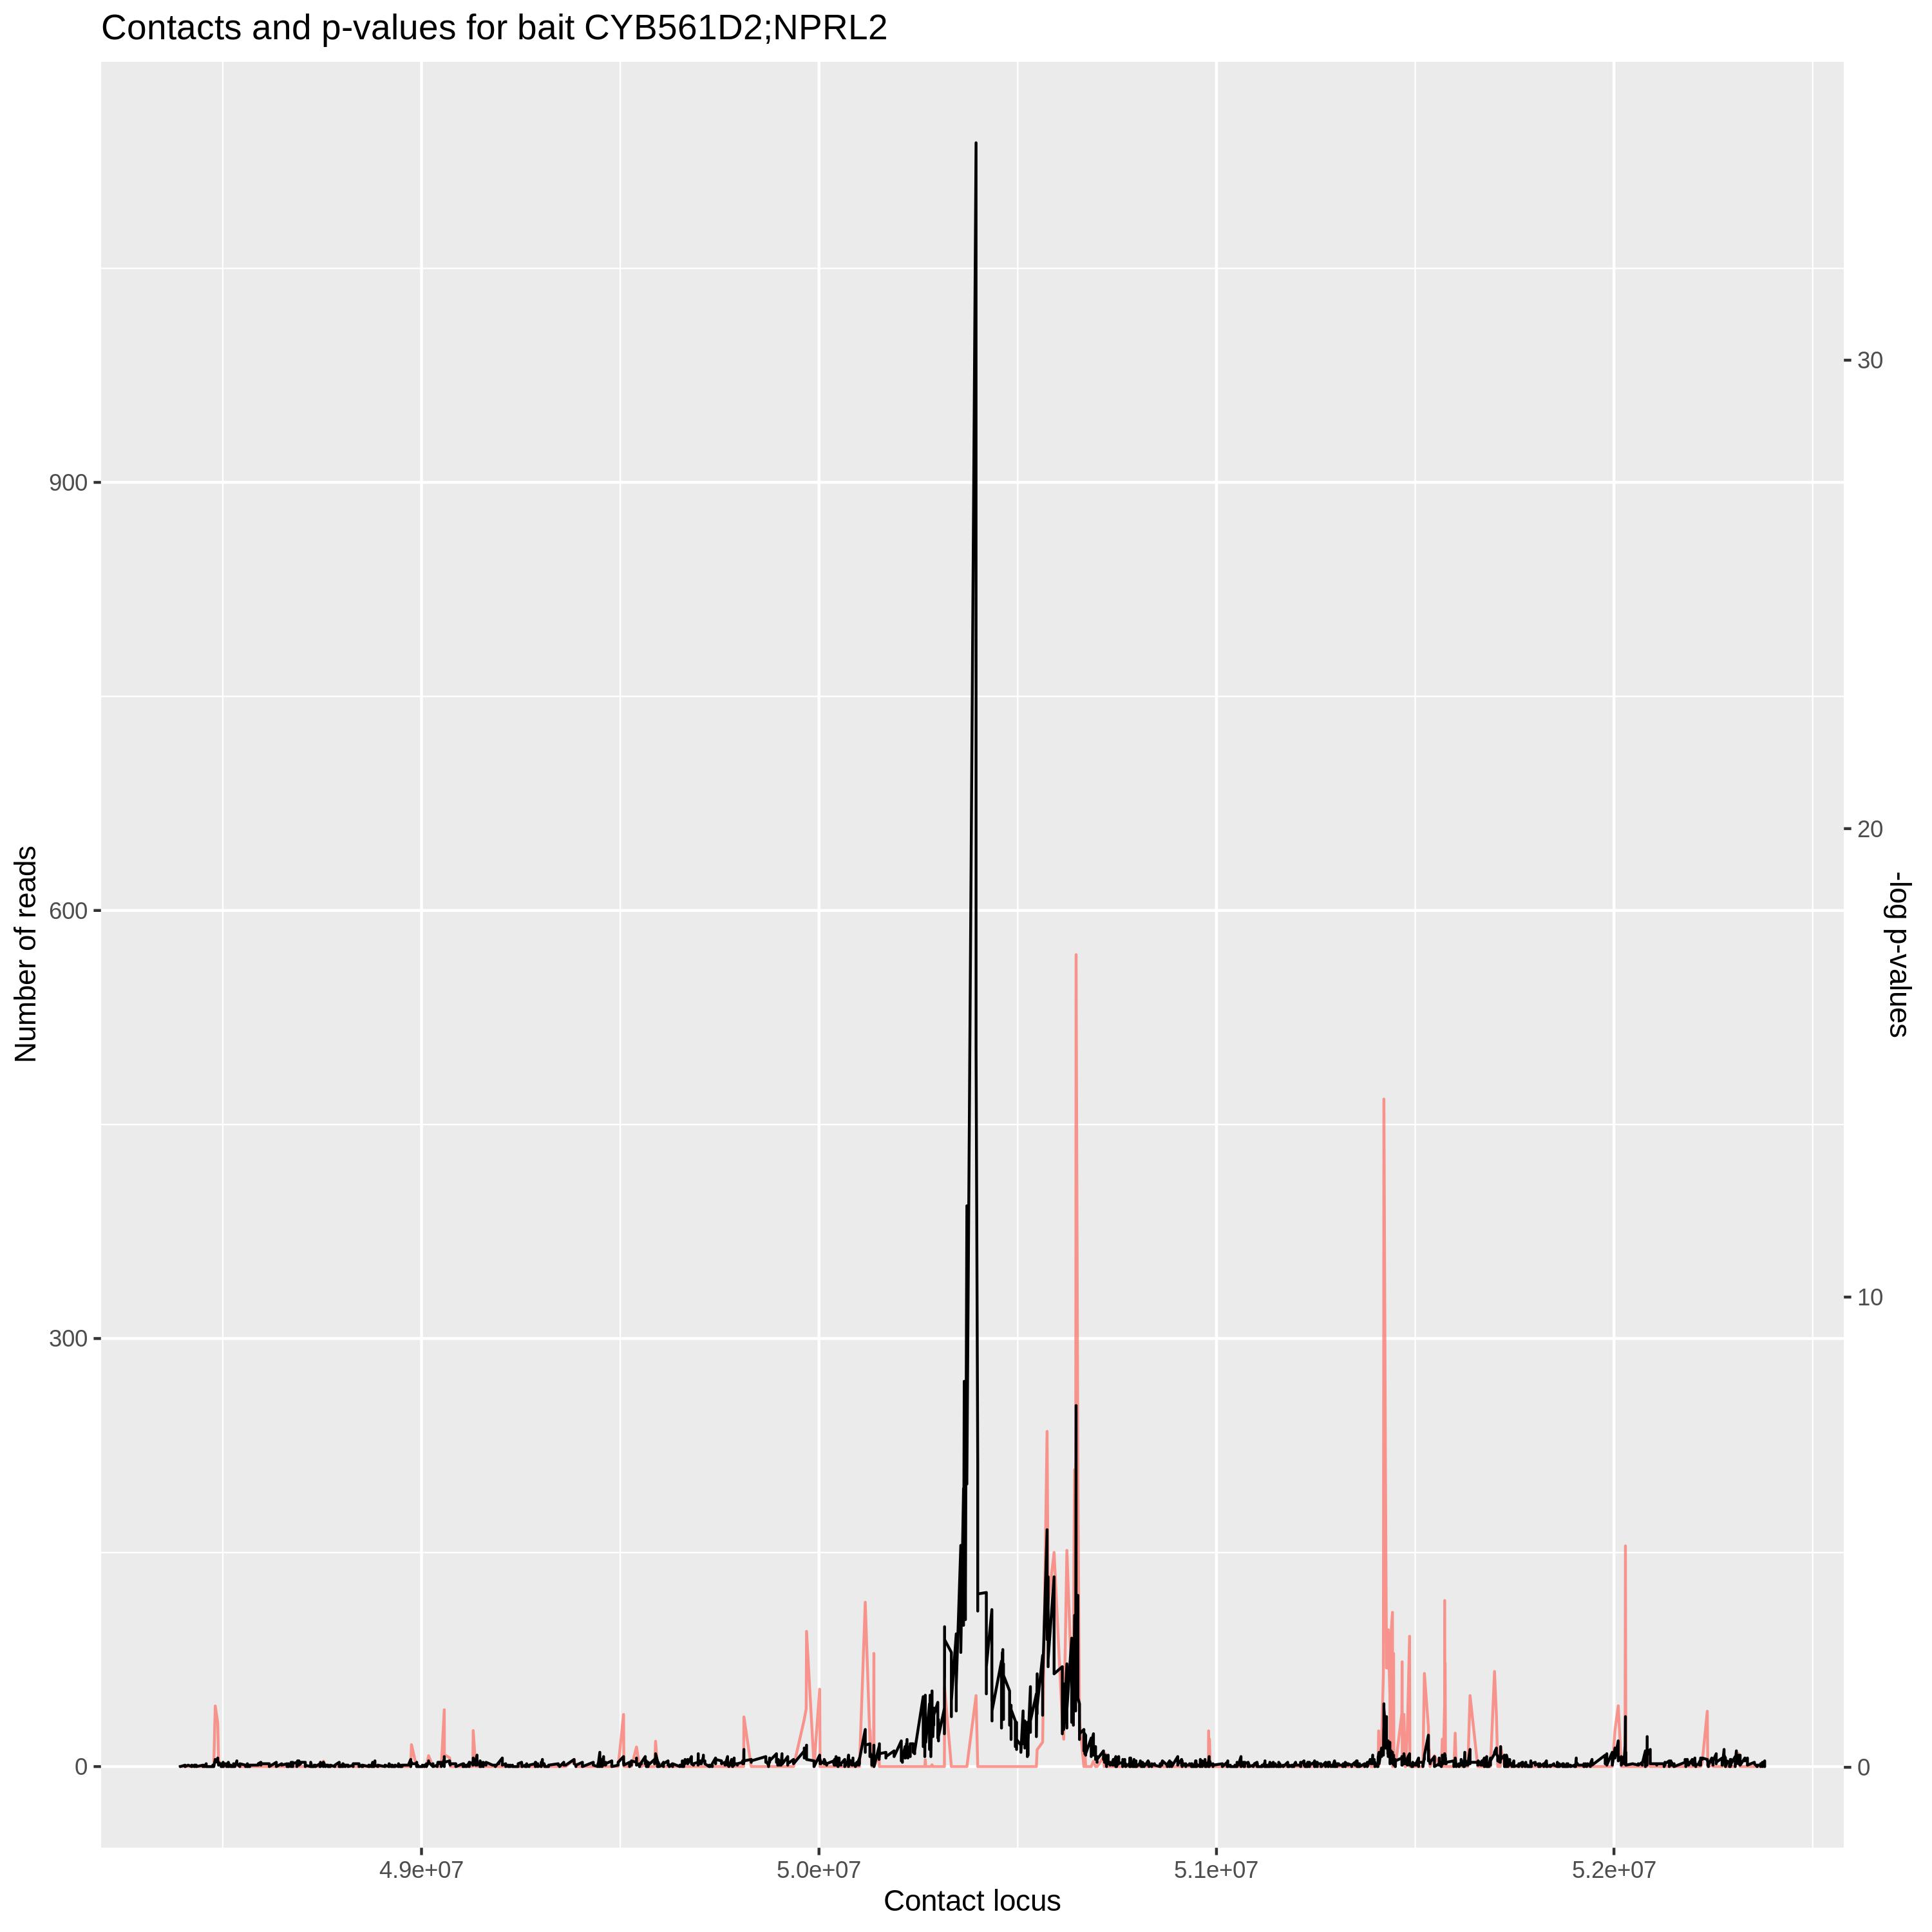 Contacts and p-values for bait CYB561D2;NPRL2
Number of reads
900
600
300
0
30
20
10
0
-log p-values
4.9e+07
5.0e+07
5.1e+07
5.2e+07
Contact locus